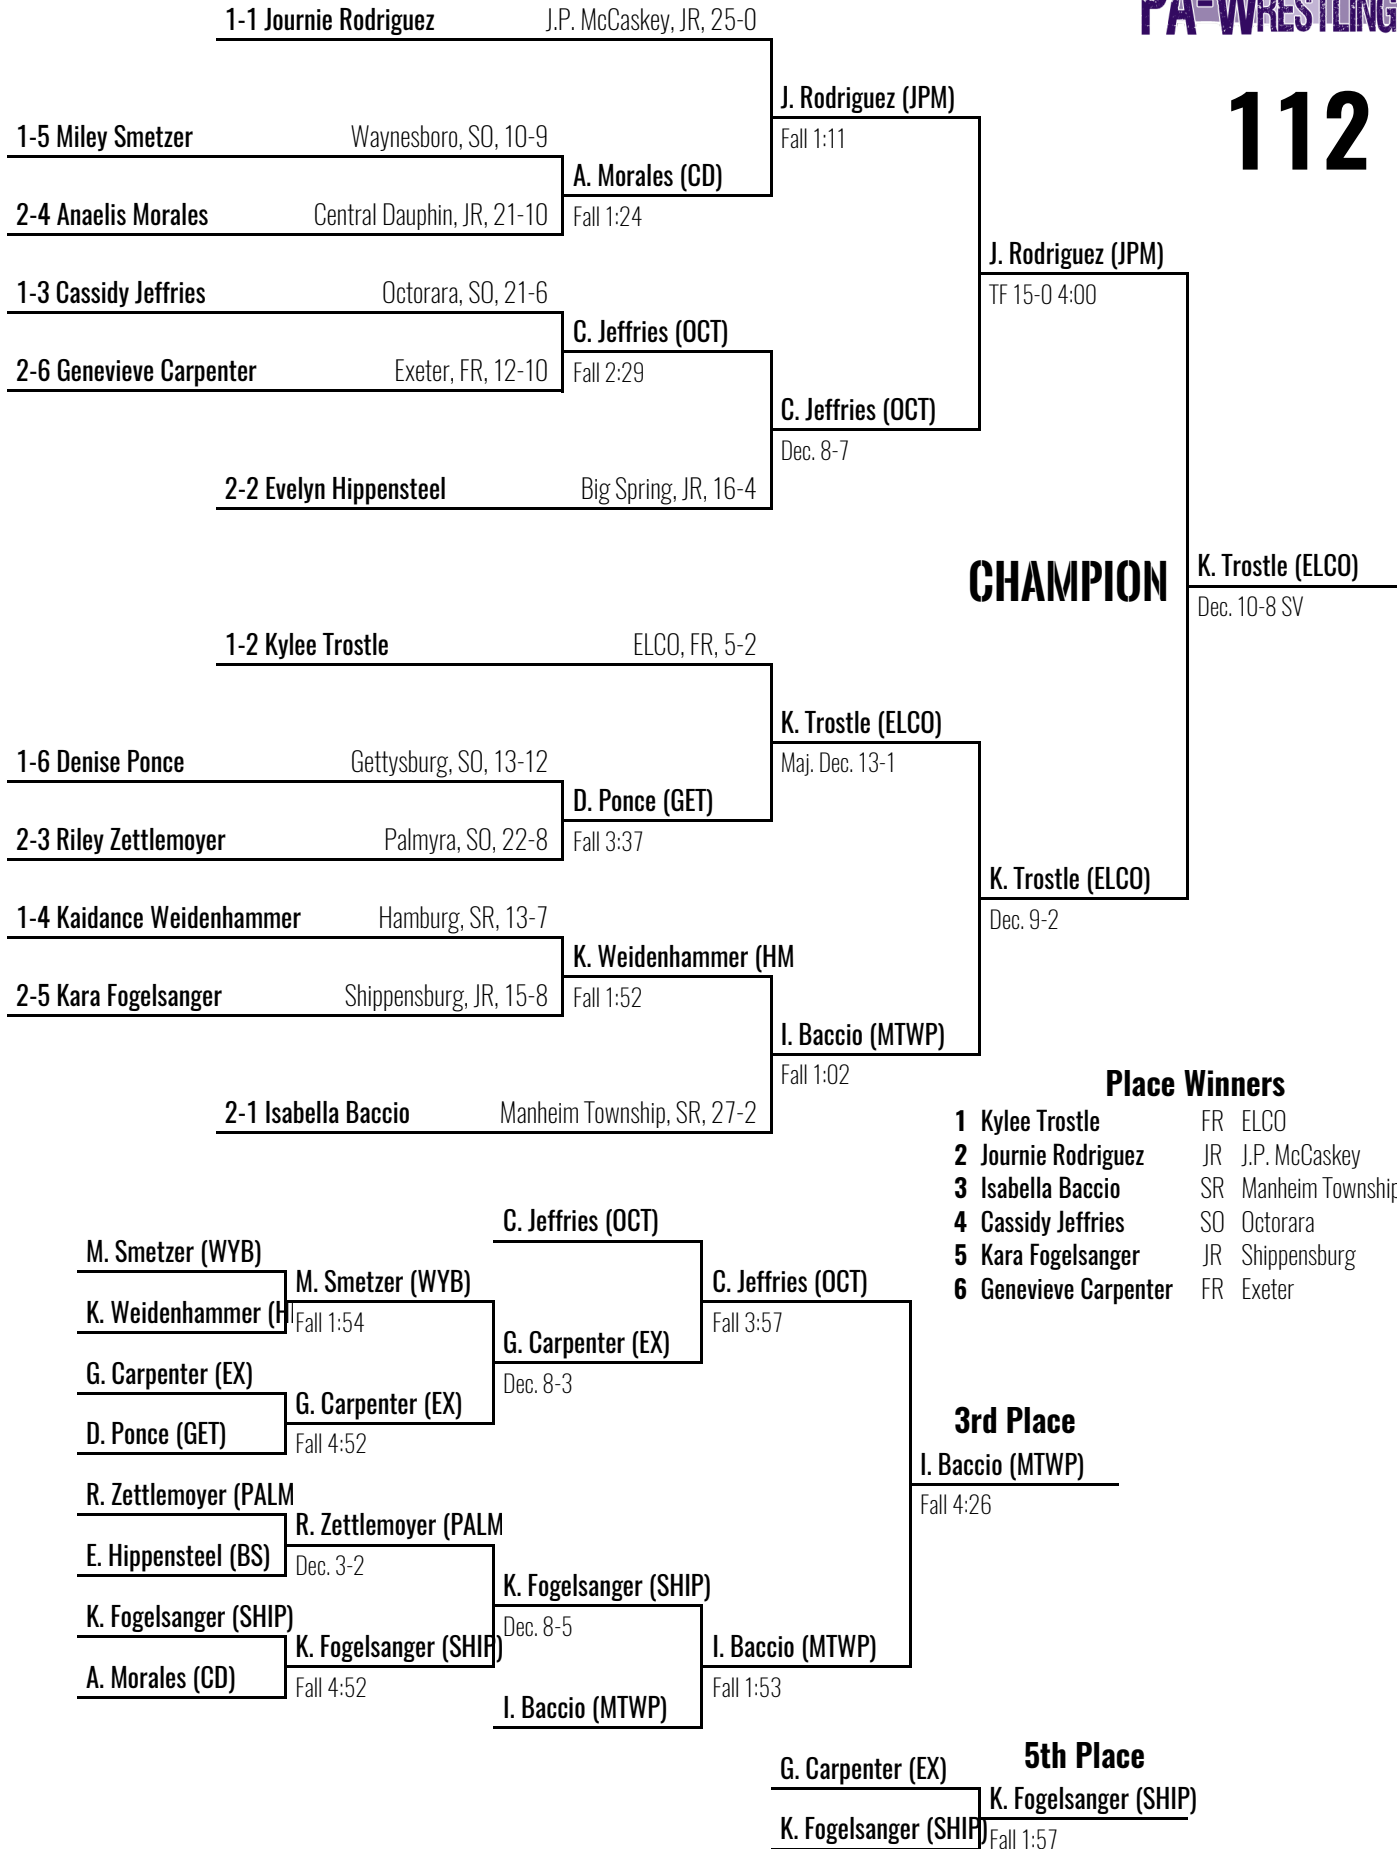 PA-WRESTLING
112
1-1 Journie Rodriguez J.P. McCaskey, JR, 25-0
J. Rodriguez (JPM)
Fall 1:11
1-5 Miley Smetzer Waynesboro, SO, 10-9
A. Morales (CD)
Fall 1:24
2-4 Anaelis Morales Central Dauphin, JR, 21-10
J. Rodriguez (JPM)
TF 15-0 4:00
1-3 Cassidy Jeffries Octorara, SO, 21-6
C. Jeffries (OCT)
Fall 2:29
2-6 Genevieve Carpenter Exeter, FR, 12-10
C. Jeffries (OCT)
Dec. 8-7
2-2 Evelyn Hippensteel Big Spring, JR, 16-4
CHAMPION
K. Trostle (ELCO)
Dec. 10-8 SV
1-2 Kylee Trostle ELCO, FR, 5-2
K. Trostle (ELCO)
Maj. Dec. 13-1
1-6 Denise Ponce Gettysburg, SO, 13-12
D. Ponce (GET)
Fall 3:37
2-3 Riley Zettlemoyer Palmyra, SO, 22-8
K. Trostle (ELCO)
Dec. 9-2
1-4 Kaidance Weidenhammer Hamburg, SR, 13-7
K. Weidenhammer (HM
Fall 1:52
2-5 Kara Fogelsanger Shippensburg, JR, 15-8
I. Baccio (MTWP)
Fall 1:02
2-1 Isabella Baccio Manheim Township, SR, 27-2
Place Winners
1 Kylee Trostle FR ELCO
2 Journie Rodriguez JR J.P. McCaskey
3 Isabella Baccio SR Manheim Township
4 Cassidy Jeffries SO Octorara
5 Kara Fogelsanger JR Shippensburg
6 Genevieve Carpenter FR Exeter
C. Jeffries (OCT)
M. Smetzer (WYB)
M. Smetzer (WYB)
Fall 1:54
K. Weidenhammer (H
C. Jeffries (OCT)
Fall 3:57
G. Carpenter (EX)
Dec. 8-3
G. Carpenter (EX)
G. Carpenter (EX)
Fall 4:52
D. Ponce (GET)
3rd Place
I. Baccio (MTWP)
Fall 4:26
R. Zettlemoyer (PALM
R. Zettlemoyer (PALM
Dec. 3-2
E. Hippensteel (BS)
K. Fogelsanger (SHIP)
Dec. 8-5
K. Fogelsanger (SHIP)
K. Fogelsanger (SHIP)
Fall 4:52
A. Morales (CD)
I. Baccio (MTWP)
Fall 1:53
I. Baccio (MTWP)
5th Place
G. Carpenter (EX)
K. Fogelsanger (SHIP)
K. Fogelsanger (SHIP)
Fall 1:57